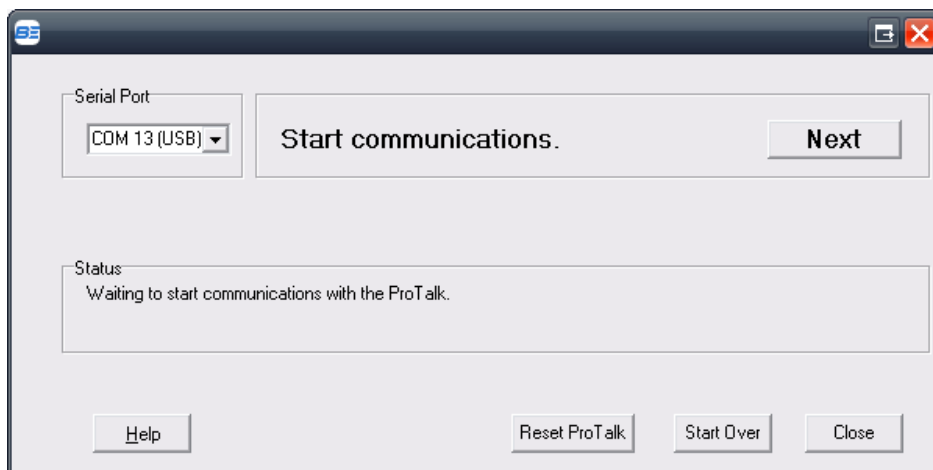 Serial Port
COM 13 (USB)
Start communications.
Next
Status
Waiting to start communications with the ProTalk.
Help
Reset ProTalk
Start Over
Close